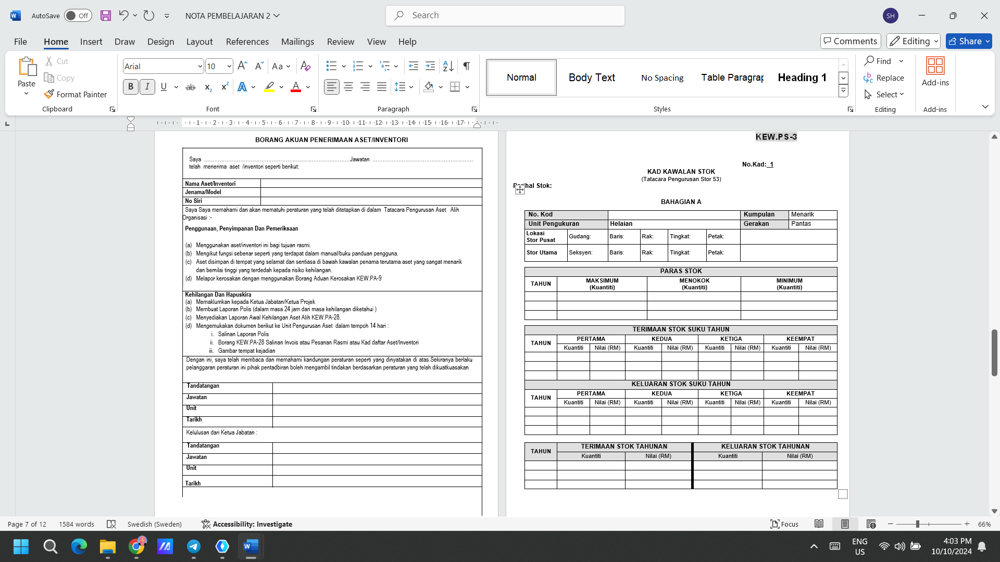 AutoSave Off NOTA PEMBELAJARAN 2 Search SH
File Home Insert Draw Design Layout References Mailings Review View Help Comments Editing Share
Paste Cut Copy Format Painter Clipboard
Arial 10 Aa Font
B I U ab x₂ x² A A
Paragraph
Normal Body Text No Spacing Table Paragrap Heading 1 Styles
Find Replace Select Editing
Add-ins Add-ins
1 2 3 4 5 6 7 8 9 10 11 12 13 14 15 16 17
BORANG AKUAN PENERIMAAN ASET/INVENTORI
Saya ....................................................................................Jawatan ..........................................................
telah menerima aset /inventori seperti berikut:
Nama Aset/Inventori
Jenama/Model
No Siri
Saya Saya memahami dan akan mematuhi peraturan yang telah ditetapkan di dalam Tatacara Pengurusan Aset Alih
Organisasi :-
Penggunaan, Penyimpanan Dan Pemeriksaan
(a) Menggunakan aset/inventori ini bagi tujuan rasmi.
(b) Mengikut fungsi sebenar seperti yang terdapat dalam manual/buku panduan pengguna.
(c) Aset disimpan di tempat yang selamat dan sentiasa di bawah kawalan penama terutama aset yang sangat menarik
dan bernilai tinggi yang terdedah kepada risiko kehilangan.
(d) Melapor kerosakan dengan menggunakan Borang Aduan Kerosakan KEW.PA-9
Kehilangan Dan Hapuskira
(a) Memaklumkan kepada Ketua Jabatan/Ketua Projek
(b) Membuat Laporan Polis (dalam masa 24 jam dari masa kehilangan diketahui )
(c) Menyediakan Laporan Awal Kehilangan Aset Alih KEW.PA-28.
(d) Mengemukakan dokumen berikut ke Unit Pengurusan Aset dalam tempoh 14 hari :
i. Salinan Laporan Polis
ii. Borang KEW.PA-28 Salinan Invois atau Pesanan Rasmi atau Kad daftar Aset/Inventori
iii. Gambar tempat kejadian
Dengan ini, saya telah membaca dan memahami kandungan peraturan seperti yang dinyatakan di atas.Sekiranya berlaku
pelanggaran peraturan ini pihak pentadbiran boleh mengambil tindakan berdasarkan peraturan yang telah dikuatkuasakan
Tandatangan
Jawatan
Unit
Tarikh
Kelulusan dari Ketua Jabatan :
Tandatangan
Jawatan
Unit
Tarikh
KEW.PS-3
No.Kad: 1
KAD KAWALAN STOK
(Tatacara Pengurusan Stor 53)
hal Stok:
BAHAGIAN A
No. Kod Kumpulan Menarik
Unit Pengukuran Helaian Gerakan Pantas
Lokasi
Stor Pusat Gudang: Baris: Rak: Tingkat: Petak:
Stor Utama Seksyen: Baris: Rak: Tingkat: Petak:
PARAS STOK
TAHUN MAKSIMUM (Kuantiti) MENOKOK (Kuantiti) MINIMUM (Kuantiti)
TERIMAAN STOK SUKU TAHUN
TAHUN PERTAMA KEDUA KETIGA KEEMPAT
Kuantiti Nilai (RM) Kuantiti Nilai (RM) Kuantiti Nilai (RM) Kuantiti Nilai (RM)
KELUARAN STOK SUKU TAHUN
TAHUN PERTAMA KEDUA KETIGA KEEMPAT
Kuantiti Nilai (RM) Kuantiti Nilai (RM) Kuantiti Nilai (RM) Kuantiti Nilai (RM)
TAHUN TERIMAAN STOK TAHUNAN KELUARAN STOK TAHUNAN
Kuantiti Nilai (RM) Kuantiti Nilai (RM)
Page 7 of 12 1584 words Swedish (Sweden) Accessibility: Investigate Focus 66%
ENG US 4:03 PM 10/10/2024